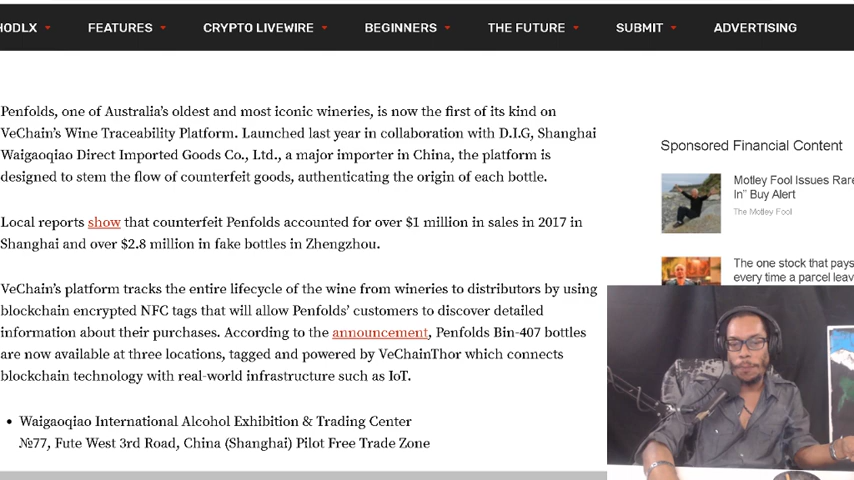 HODLX
FEATURES
CRYPTO LIVEWIRE
BEGINNERS
THE FUTURE
SUBMIT
ADVERTISING
Penfolds, one of Australia's oldest and most iconic wineries, is now the first of its kind on
VeChain's Wine Traceability Platform. Launched last year in collaboration with D.I.G, Shanghai
Waigaoqiao Direct Imported Goods Co., Ltd., a major importer in China, the platform is
designed to stem the flow of counterfeit goods, authenticating the origin of each bottle.
Local reports show that counterfeit Penfolds accounted for over $1 million in sales in 2017 in
Shanghai and over $2.8 million in fake bottles in Zhengzhou.
VeChain's platform tracks the entire lifecycle of the wine from wineries to distributors by using
blockchain encrypted NFC tags that will allow Penfolds' customers to discover detailed
information about their purchases. According to the announcement, Penfolds Bin-407 bottles
are now available at three locations, tagged and powered by VeChainThor which connects
blockchain technology with real-world infrastructure such as IoT.
• Waigaoqiao International Alcohol Exhibition & Trading Center
№77, Fute West 3rd Road, China (Shanghai) Pilot Free Trade Zone
Sponsored Financial Content
Motley Fool Issues Rare
In" Buy Alert
The Motley Fool
The one stock that pays
every time a parcel leav